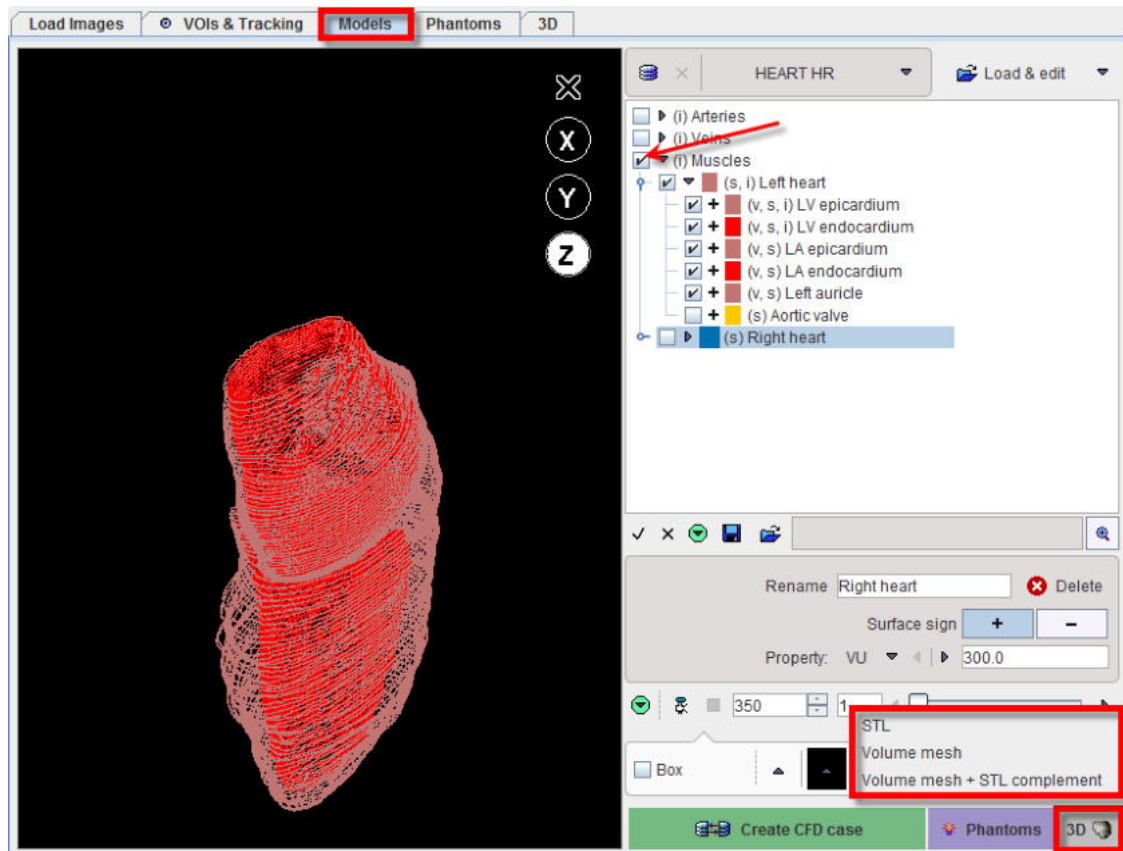 Load Images VOIs & Tracking Models Phantoms 3D
HEART HR Load & edit
X
Y
Z
(i) Arteries
(i) Veins
(i) Muscles
(s, i) Left heart
(v, s, i) LV epicardium
(v, s, i) LV endocardium
(v, s) LA epicardium
(v, s) LA endocardium
(v, s) Left auricle
(s) Aortic valve
(s) Right heart
Rename Right heart Delete
Surface sign + −
Property: VU 300.0
350 1
STL
Volume mesh
Volume mesh + STL complement
Box
Create CFD case Phantoms 3D